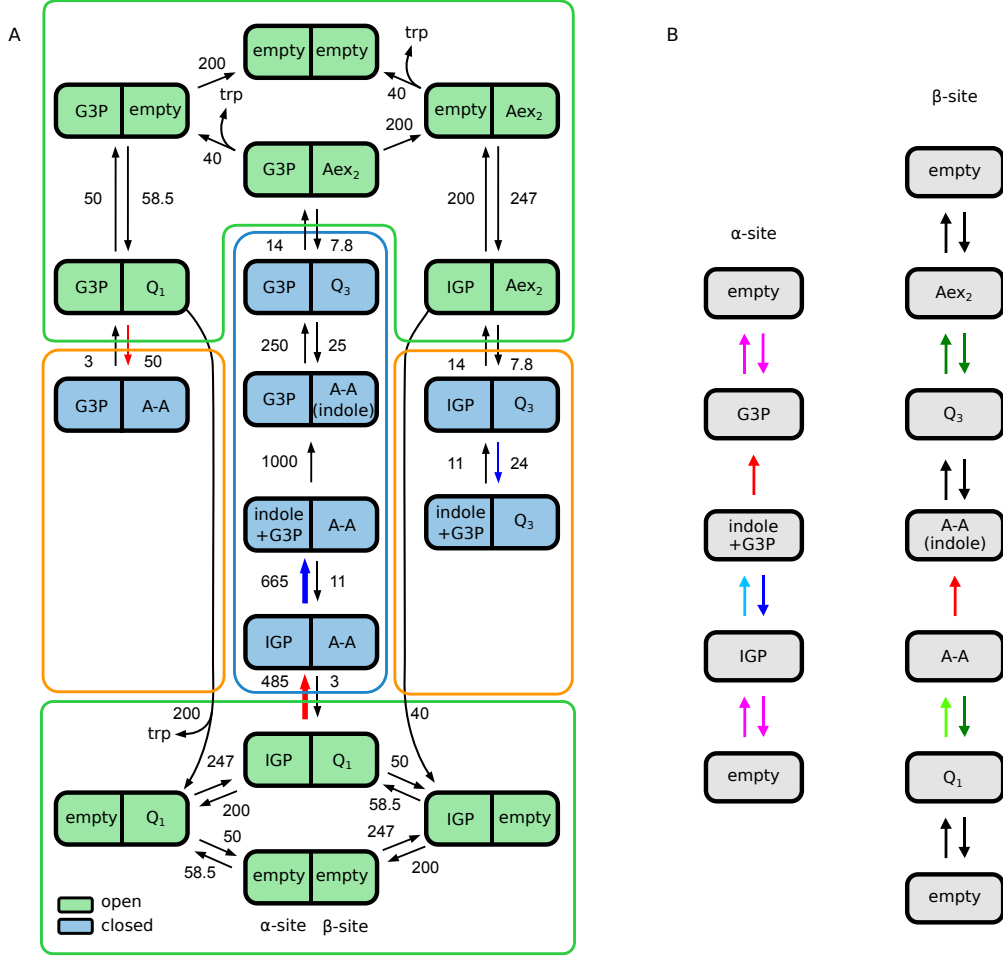 A
B
empty empty
200
trp
trp
40
G3P empty
empty Aex₂
β-site
200
40
G3P Aex₂
empty
50
58.5
200
247
α-site
14
7.8
G3P Q₁
G3P Q₃
IGP Aex₂
empty
Aex₂
3
50
250
25
14
7.8
G3P A-A
G3P A-A
(indole)
IGP Q₃
G3P
Q₃
1000
11
24
indole
+G3P A-A
indole
+G3P Q₃
indole
+G3P
A-A
(indole)
665
11
IGP A-A
IGP
A-A
485
3
200
40
trp
247
IGP Q₁
50
empty
Q₁
200
58.5
empty Q₁
IGP empty
50
247
58.5
200
empty empty
empty
open
closed
α-site β-site